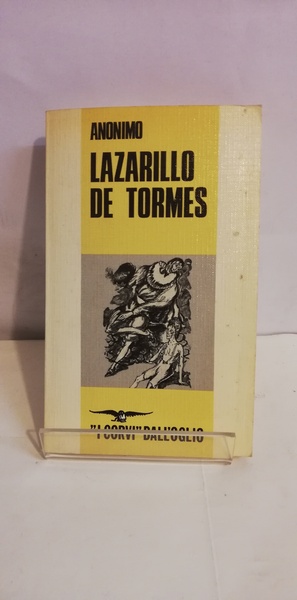 ANONIMO
LAZARILLO
DE TORMES
"I CORVI" DALL'OGLIO